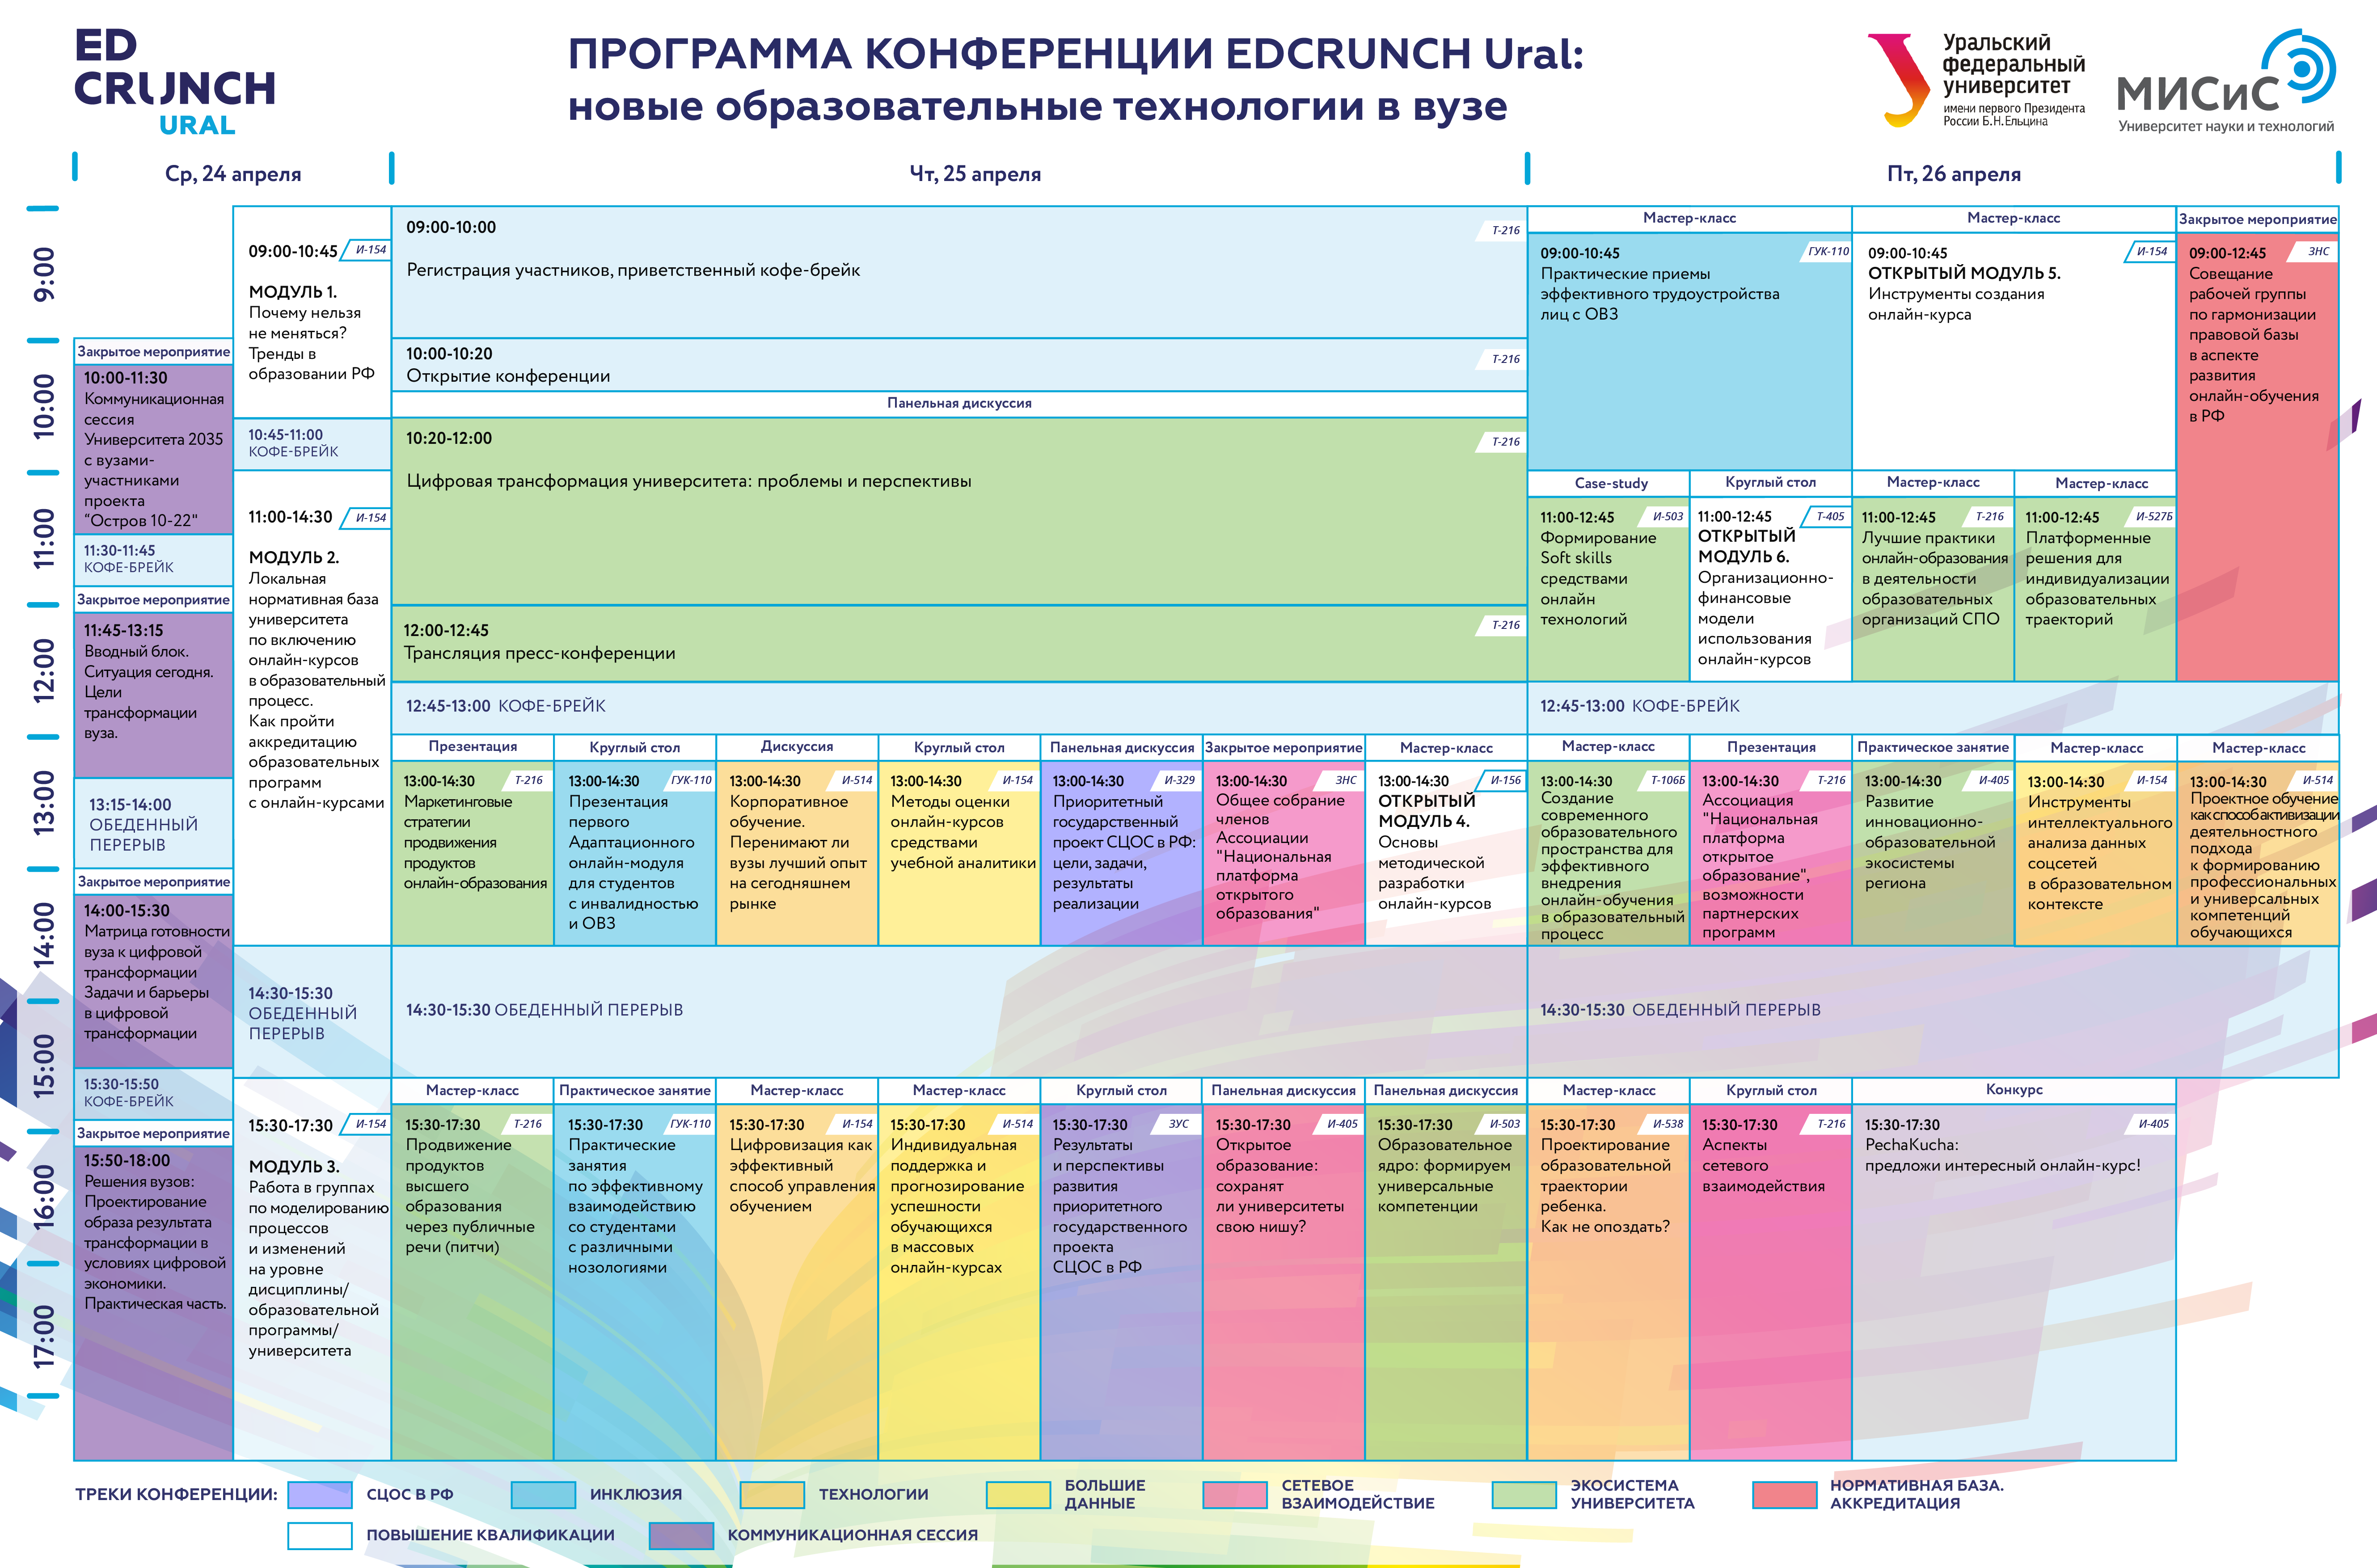 ED
CRUNCH
URAL
ПРОГРАММА КОНФЕРЕНЦИИ EDCRUNCH Ural:
новые образовательные технологии в вузе
Уральский
федеральный
университет
имени первого Президента
России Б.Н.Ельцина
МИСиС
Университет науки и технологий
Ср, 24 апреля
Чт, 25 апреля
Пт, 26 апреля
9:00
10:00
11:00
12:00
13:00
14:00
15:00
16:00
17:00
Закрытое мероприятие
10:00-11:30
Коммуникационная
сессия
Университета 2035
с вузами-
участниками
проекта
“Остров 10-22"
11:30-11:45
КОФЕ-БРЕЙК
Закрытое мероприятие
11:45-13:15
Вводный блок.
Ситуация сегодня.
Цели
трансформации
вуза.
13:15-14:00
ОБЕДЕННЫЙ
ПЕРЕРЫВ
Закрытое мероприятие
14:00-15:30
Матрица готовности
вуза к цифровой
трансформации
Задачи и барьеры
в цифровой
трансформации
15:30-15:50
КОФЕ-БРЕЙК
Закрытое мероприятие
15:50-18:00
Решения вузов:
Проектирование
образа результата
трансформации в
условиях цифровой
экономики.
Практическая часть.
09:00-10:45 И-154
МОДУЛЬ 1.
Почему нельзя
не меняться?
Тренды в
образовании РФ
10:45-11:00
КОФЕ-БРЕЙК
11:00-14:30 И-154
МОДУЛЬ 2.
Локальная
нормативная база
университета
по включению
онлайн-курсов
в образовательный
процесс.
Как пройти
аккредитацию
образовательных
программ
с онлайн-курсами
14:30-15:30
ОБЕДЕННЫЙ
ПЕРЕРЫВ
15:30-17:30 И-154
МОДУЛЬ 3.
Работа в группах
по моделированию
процессов
и изменений
на уровне
дисциплины/
образовательной
программы/
университета
09:00-10:00 Т-216
Регистрация участников, приветственный кофе-брейк
10:00-10:20 Т-216
Открытие конференции
Панельная дискуссия
10:20-12:00 Т-216
Цифровая трансформация университета: проблемы и перспективы
12:00-12:45 Т-216
Трансляция пресс-конференции
12:45-13:00 КОФЕ-БРЕЙК
Презентация
13:00-14:30 Т-216
Маркетинговые
стратегии
продвижения
продуктов
онлайн-образования
Круглый стол
13:00-14:30 ГУК-110
Презентация
первого
Адаптационного
онлайн-модуля
для студентов
с инвалидностью
и ОВЗ
Дискуссия
13:00-14:30 И-514
Корпоративное
обучение.
Перенимают ли
вузы лучший опыт
на сегодняшнем
рынке
Круглый стол
13:00-14:30 И-154
Методы оценки
онлайн-курсов
средствами
учебной аналитики
Панельная дискуссия
13:00-14:30 И-329
Приоритетный
государственный
проект СЦОС в РФ:
цели, задачи,
результаты
реализации
Закрытое мероприятие
13:00-14:30 ЗНС
Общее собрание
членов
Ассоциации
"Национальная
платформа
открытого
образования"
Мастер-класс
13:00-14:30 И-156
ОТКРЫТЫЙ
МОДУЛЬ 4.
Основы
методической
разработки
онлайн-курсов
14:30-15:30 ОБЕДЕННЫЙ ПЕРЕРЫВ
Мастер-класс
15:30-17:30 Т-216
Продвижение
продуктов
высшего
образования
через публичные
речи (питчи)
Практическое занятие
15:30-17:30 ГУК-110
Практические
занятия
по эффективному
взаимодействию
со студентами
с различными
нозологиями
Мастер-класс
15:30-17:30 И-154
Цифровизация как
эффективный
способ управления
обучением
Мастер-класс
15:30-17:30 И-514
Индивидуальная
поддержка и
прогнозирование
успешности
обучающихся
в массовых
онлайн-курсах
Круглый стол
15:30-17:30 ЗУС
Результаты
и перспективы
развития
приоритетного
государственного
проекта
СЦОС в РФ
Панельная дискуссия
15:30-17:30 И-405
Открытое
образование:
сохранят
ли университеты
свою нишу?
Панельная дискуссия
15:30-17:30 И-503
Образовательное
ядро: формируем
универсальные
компетенции
Мастер-класс
09:00-10:45 ГУК-110
Практические приемы
эффективного трудоустройства
лиц с ОВЗ
Мастер-класс
09:00-10:45 И-154
ОТКРЫТЫЙ МОДУЛЬ 5.
Инструменты создания
онлайн-курса
Закрытое мероприятие
09:00-12:45 ЗНС
Совещание
рабочей группы
по гармонизации
правовой базы
в аспекте
развития
онлайн-обучения
в РФ
Case-study
11:00-12:45 И-503
Формирование
Soft skills
средствами
онлайн
технологий
Круглый стол
11:00-12:45 Т-405
ОТКРЫТЫЙ
МОДУЛЬ 6.
Организационно-
финансовые
модели
использования
онлайн-курсов
Мастер-класс
11:00-12:45 Т-216
Лучшие практики
онлайн-образования
в деятельности
образовательных
организаций СПО
Мастер-класс
11:00-12:45 И-527Б
Платформенные
решения для
индивидуализации
образовательных
траекторий
12:45-13:00 КОФЕ-БРЕЙК
Мастер-класс
13:00-14:30 Т-106Б
Создание
современного
образовательного
пространства для
эффективного
внедрения
онлайн-обучения
в образовательный
процесс
Презентация
13:00-14:30 Т-216
Ассоциация
"Национальная
платформа
открытое
образование",
возможности
партнерских
программ
Практическое занятие
13:00-14:30 И-405
Развитие
инновационно-
образовательной
экосистемы
региона
Мастер-класс
13:00-14:30 И-154
Инструменты
интеллектуального
анализа данных
соцсетей
в образовательном
контексте
Мастер-класс
13:00-14:30 И-514
Проектное обучение
как способ активизации
деятельностного
подхода
к формированию
профессиональных
и универсальных
компетенций
обучающихся
14:30-15:30 ОБЕДЕННЫЙ ПЕРЕРЫВ
Мастер-класс
15:30-17:30 И-538
Проектирование
образовательной
траектории
ребенка.
Как не опоздать?
Круглый стол
15:30-17:30 Т-216
Аспекты
сетевого
взаимодействия
Конкурс
15:30-17:30 И-405
PechaKucha:
предложи интересный онлайн-курс!
ТРЕКИ КОНФЕРЕНЦИИ:
СЦОС В РФ
ИНКЛЮЗИЯ
ТЕХНОЛОГИИ
БОЛЬШИЕ
ДАННЫЕ
СЕТЕВОЕ
ВЗАИМОДЕЙСТВИЕ
ЭКОСИСТЕМА
УНИВЕРСИТЕТА
НОРМАТИВНАЯ БАЗА.
АККРЕДИТАЦИЯ
ПОВЫШЕНИЕ КВАЛИФИКАЦИИ
КОММУНИКАЦИОННАЯ СЕССИЯ